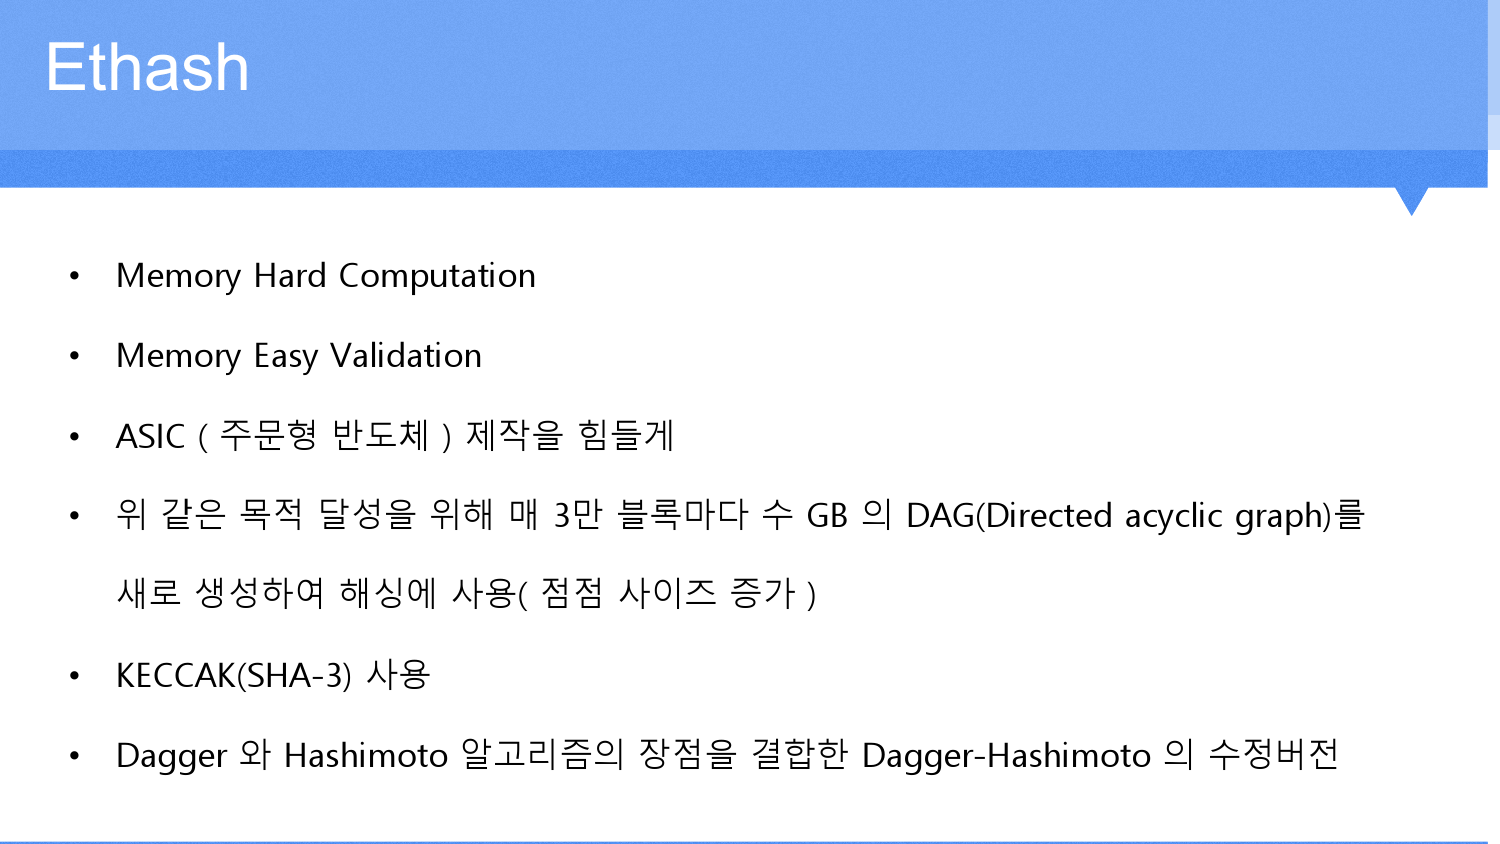 Ethash
• Memory Hard Computation
• Memory Easy Validation
• ASIC ( 주문형 반도체 ) 제작을 힘들게
• 위 같은 목적 달성을 위해 매 3만 블록마다 수 GB 의 DAG(Directed acyclic graph)를
새로 생성하여 해싱에 사용( 점점 사이즈 증가 )
• KECCAK(SHA-3) 사용
• Dagger 와 Hashimoto 알고리즘의 장점을 결합한 Dagger-Hashimoto 의 수정버전